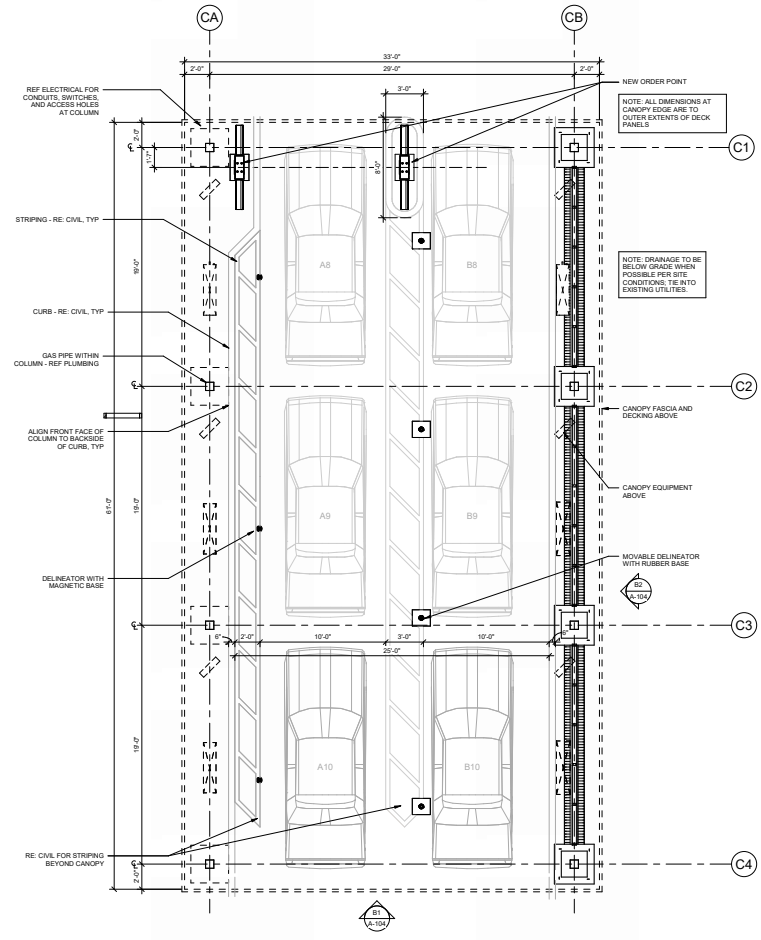 CA
CB
33'-0"
2'-0"
29'-0"
2'-0"
REF ELECTRICAL FOR
CONDUITS, SWITCHES,
AND ACCESS HOLES
AT COLUMN
3'-0"
NEW ORDER POINT
NOTE: ALL DIMENSIONS AT
CANOPY EDGE ARE TO
OUTER EXTENTS OF DECK
PANELS
2'-0"
1'-7"
8'-0"
C1
STRIPING - RE: CIVIL, TYP
19'-0"
A8
B8
NOTE: DRAINAGE TO BE
BELOW GRADE WHEN
POSSIBLE PER SITE
CONDITIONS; TIE INTO
EXISTING UTILITIES.
CURB - RE: CIVIL, TYP
GAS PIPE WITHIN
COLUMN - REF PLUMBING
C2
CANOPY FASCIA AND
DECKING ABOVE
ALIGN FRONT FACE OF
COLUMN TO BACKSIDE
OF CURB, TYP
61'-0"
19'-0"
A9
B9
CANOPY EQUIPMENT
ABOVE
DELINEATOR WITH
MAGNETIC BASE
MOVABLE DELINEATOR
WITH RUBBER BASE
B2
A-104
C3
6"
2'-0"
10'-0"
3'-0"
10'-0"
6"
25'-0"
19'-0"
A10
B10
RE: CIVIL FOR STRIPING
BEYOND CANOPY
2'-0"
C4
B1
A-104